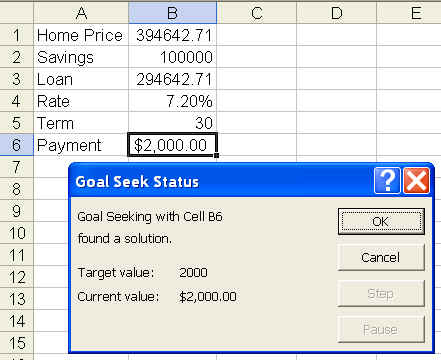 A B C D E
1 Home Price 394642.71
2 Savings 100000
3 Loan 294642.71
4 Rate 7.20%
5 Term 30
6 Payment $2,000.00
7
8
9
10
11
12
13
14
15
Goal Seek Status
Goal Seeking with Cell B6
found a solution.
Target value: 2000
Current value: $2,000.00
OK
Cancel
Step
Pause